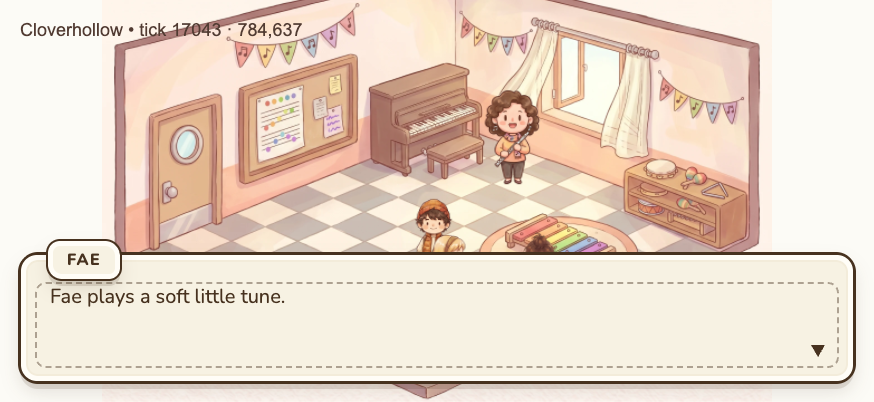 Cloverhollow • tick 17043 · 784,637
FAE
Fae plays a soft little tune.